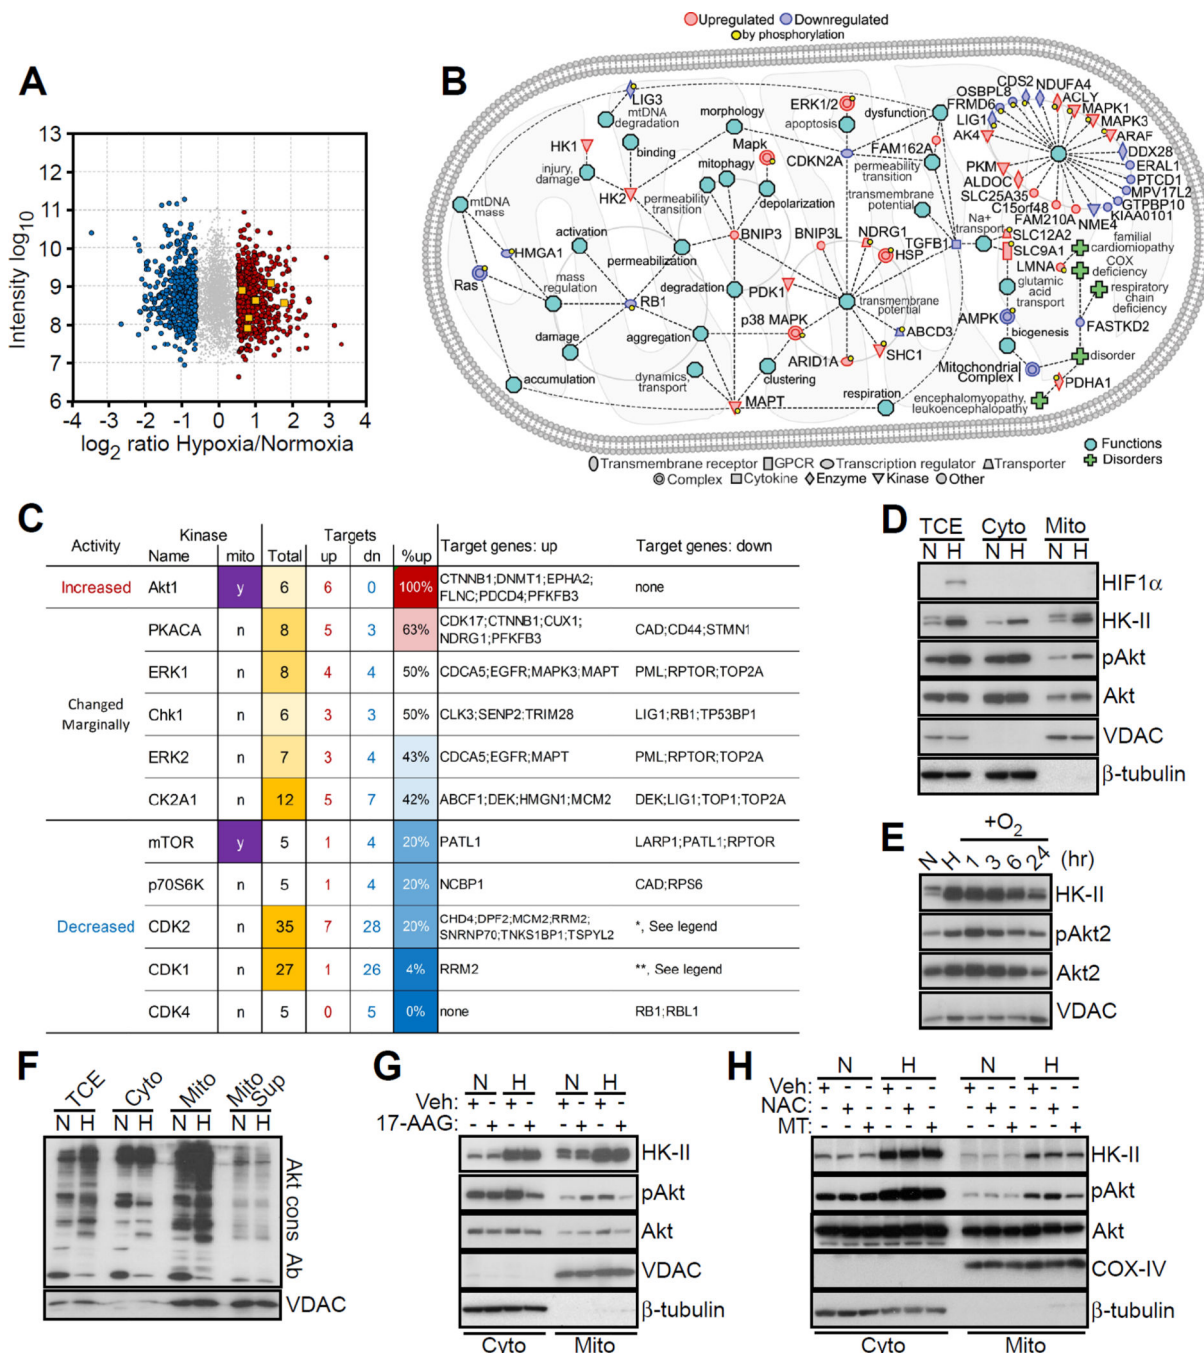 Upregulated Downregulated
by phosphorylation
A
Intensity log10
13
12
11
10
9
8
7
6
-4 -3 -2 -1 0 1 2 3 4
log2 ratio Hypoxia/Normoxia
B
LIG3
mtDNA
degradation
morphology
ERK1/2
apoptosis
dysfunction
OSBPL8
CDS2
NDUFA4
ACLY
FRMD6
MAPK1
LIG1
MAPK3
AK4
ARAF
DDX28
PKM
ERAL1
ALDOC
PTCD1
SLC25A35
MPV17L2
C15orf48
GTPBP10
FAM210A
NME4
KIAA0101
HK1
binding
Mapk
mitophagy
CDKN2A
FAM162A
permeability
transition
injury,
damage
HK2
permeability
transition
depolarization
transmembrane
potential
mtDNA
mass
activation
BNIP3
BNIP3L
NDRG1
HSP
TGFB1
Na+
transport
SLC12A2
SLC9A1
familial
cardiomyopathy
LMNA
COX
deficiency
HMGA1
permeabilization
Ras
mass
regulation
RB1
degradation
PDK1
transmembrane
potential
glutamic
acid
transport
respiratory
chain
deficiency
p38 MAPK
ABCD3
AMPK
biogenesis
FASTKD2
damage
aggregation
ARID1A
SHC1
Mitochondrial
Complex I
disorder
accumulation
dynamics,
transport
clustering
MAPT
respiration
PDHA1
encephalomyopathy,
leukoencephalopathy
Functions
Disorders
Transmembrane receptor GPCR Transcription regulator Transporter
Complex Cytokine Enzyme Kinase Other
C
Activity Kinase Targets Target genes: up Target genes: down
Name mito Total up dn %up
Increased Akt1 y 6 6 0 100% CTNNB1;DNMT1;EPHA2; none
FLNC;PDCD4;PFKFB3
PKACA n 8 5 3 63% CDK17;CTNNB1;CUX1; CAD;CD44;STMN1
NDRG1;PFKFB3
ERK1 n 8 4 4 50% CDCA5;EGFR;MAPK3;MAPT PML;RPTOR;TOP2A
Changed
Marginally
Chk1 n 6 3 3 50% CLK3;SENP2;TRIM28 LIG1;RB1;TP53BP1
ERK2 n 7 3 4 43% CDCA5;EGFR;MAPT PML;RPTOR;TOP2A
CK2A1 n 12 5 7 42% ABCF1;DEK;HMGN1;MCM2 DEK;LIG1;TOP1;TOP2A
mTOR y 5 1 4 20% PATL1 LARP1;PATL1;RPTOR
p70S6K n 5 1 4 20% NCBP1 CAD;RPS6
Decreased CDK2 n 35 7 28 20% CHD4;DPF2;MCM2;RRM2; *, See legend
SNRNP70;TNKS1BP1;TSPYL2
CDK1 n 27 1 26 4% RRM2 **, See legend
CDK4 n 5 0 5 0% none RB1;RBL1
D
TCE Cyto Mito
N H N H N H
HIF1α
HK-II
pAkt
Akt
VDAC
β-tubulin
E
+O2
N H 1 3 6 24 (hr)
HK-II
pAkt2
Akt2
VDAC
F
TCE Cyto Mito Mito Sup
N H N H N H N H
Akt cons Ab
VDAC
G
N H N H
Veh: + - + - + - + -
17-AAG: - + - + - + - +
HK-II
pAkt
Akt
VDAC
β-tubulin
Cyto Mito
H
N H N H
Veh: + - - + - - + - - + - -
NAC: - + - - + - - + - - + -
MT: - - + - - + - - + - - +
HK-II
pAkt
Akt
COX-IV
β-tubulin
Cyto Mito